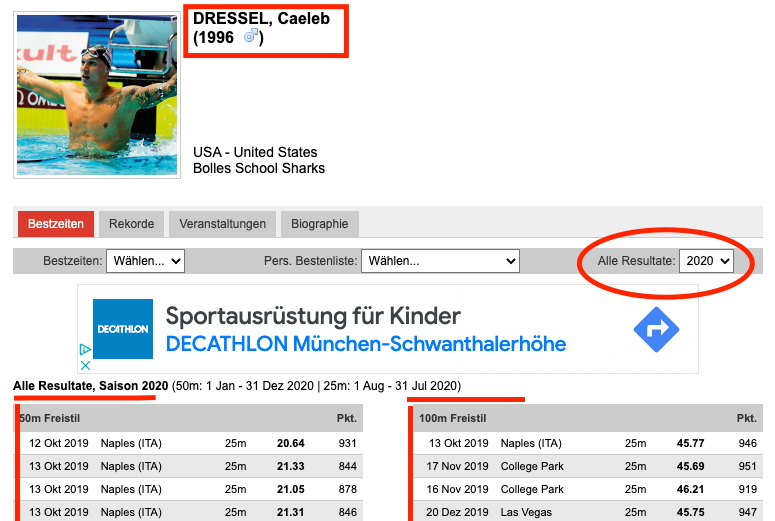 DRESSEL, Caeleb
(1996 )
USA - United States
Bolles School Sharks
Bestzeiten Rekorde Veranstaltungen Biographie
Bestzeiten: Wählen... Pers. Bestenliste: Wählen... Alle Resultate: 2020
DECATHLON
Sportausrüstung für Kinder
DECATHLON München-Schwanthalerhöhe
Alle Resultate, Saison 2020 (50m: 1 Jan - 31 Dez 2020 | 25m: 1 Aug - 31 Jul 2020)
50m Freistil Pkt.
12 Okt 2019 Naples (ITA) 25m 20.64 931
13 Okt 2019 Naples (ITA) 25m 21.33 844
13 Okt 2019 Naples (ITA) 25m 21.05 878
13 Okt 2019 Naples (ITA) 25m 21.31 846
100m Freistil Pkt.
13 Okt 2019 Naples (ITA) 25m 45.77 946
17 Nov 2019 College Park 25m 45.69 951
16 Nov 2019 College Park 25m 46.21 919
20 Dez 2019 Las Vegas 25m 45.75 947